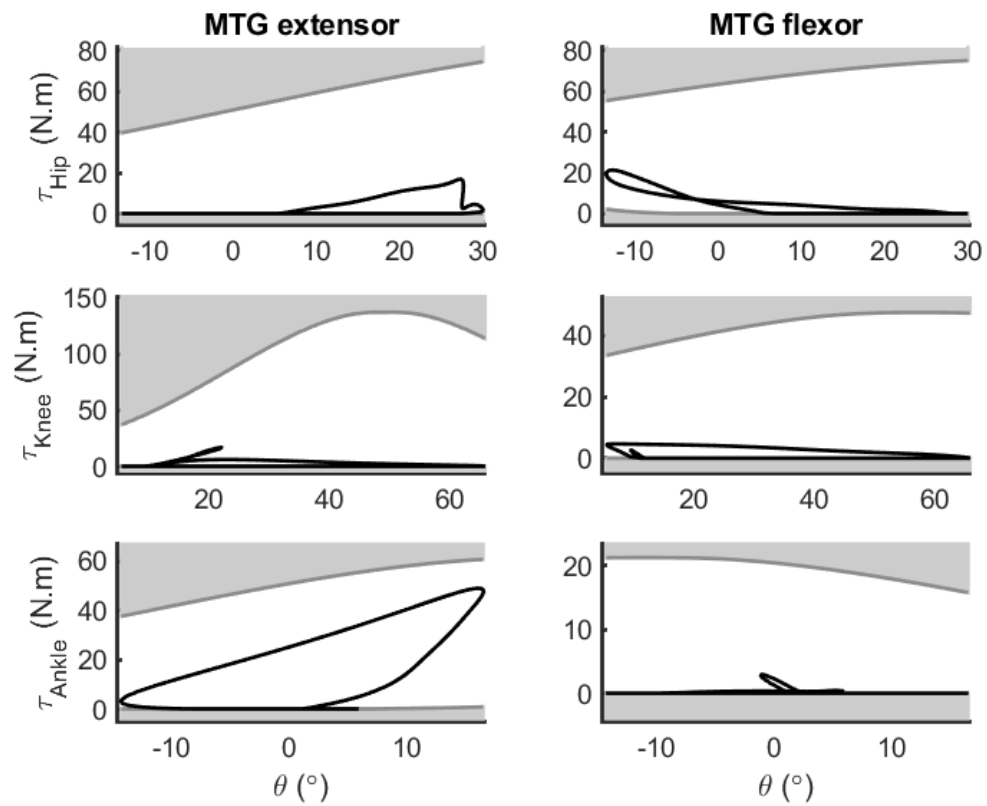 MTG extensor MTG flexor
80 80
60 60
40 40
20 20
0 0
τHip (N.m)
-10 0 10 20 30 -10 0 10 20 30
150
100
50
0
40
20
0
τKnee (N.m)
20 40 60 20 40 60
60
40
20
0
20
10
0
τAnkle (N.m)
-10 0 10 -10 0 10
θ (°) θ (°)